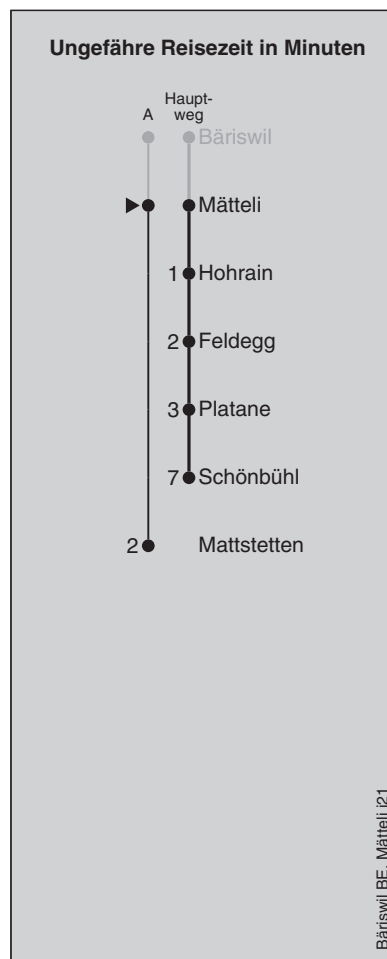 Ungefähre Reisezeit in Minuten
A
Haupt-
weg
Bäriswil
Mätteli
1 Hohrain
2 Feldegg
3 Platane
7 Schönbühl
2 Mattstetten
Bäriswil BE, Mätteli j21